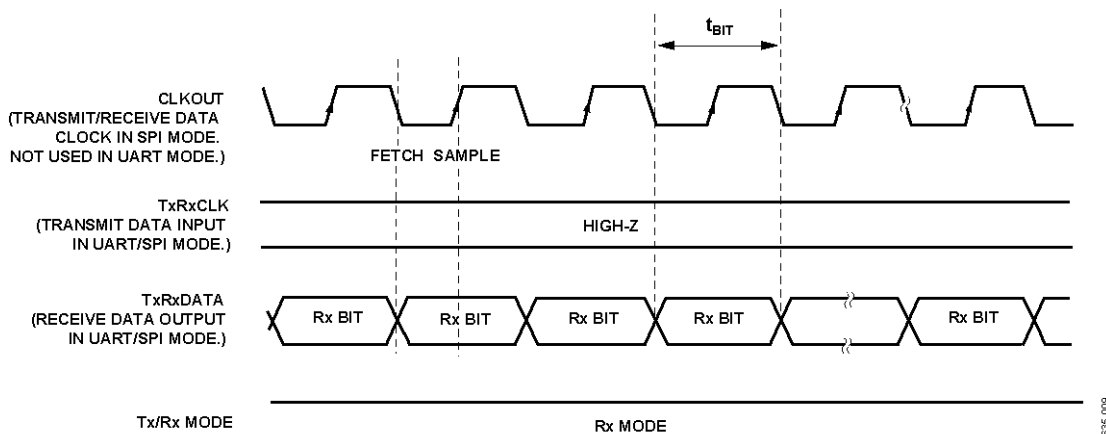 tBIT
CLKOUT
(TRANSMIT/RECEIVE DATA
CLOCK IN SPI MODE.
NOT USED IN UART MODE.)
FETCH SAMPLE
TxRxCLK
(TRANSMIT DATA INPUT
IN UART/SPI MODE.)
HIGH-Z
TxRxDATA
(RECEIVE DATA OUTPUT
IN UART/SPI MODE.)
Rx BIT
Rx BIT
Rx BIT
Rx BIT
Rx BIT
Tx/Rx MODE
Rx MODE